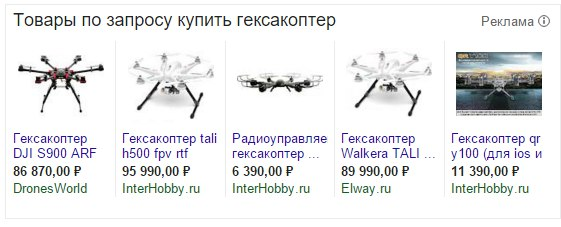 Товары по запросу купить гексакоптер
Реклама
Гексакоптер
DJI S900 ARF
86 870,00 ₽
DronesWorld
Гексакоптер tali
h500 fpv rtf
95 990,00 ₽
InterHobby.ru
Радиоуправляе
гексакоптер ...
6 390,00 ₽
InterHobby.ru
Гексакоптер
Walkera TALI ...
89 990,00 ₽
Elway.ru
Гексакоптер qr
y100 (для ios и
11 390,00 ₽
InterHobby.ru